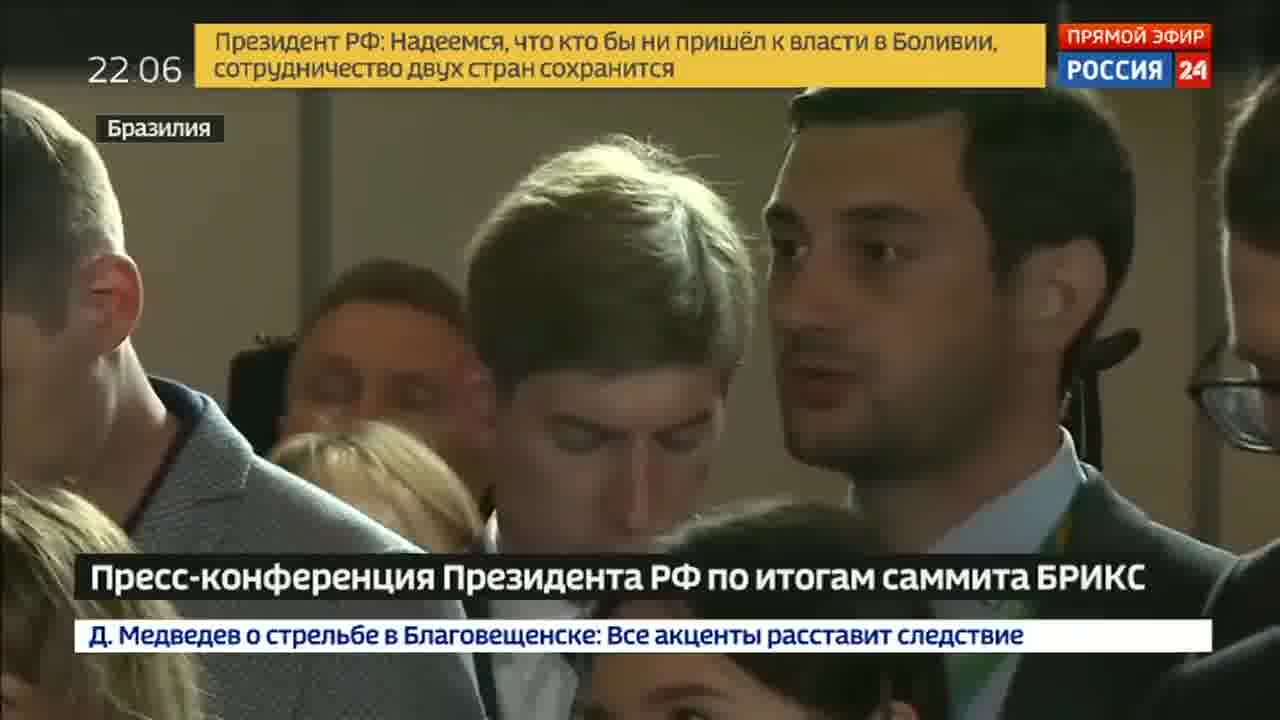 22:06
Президент РФ: Надеемся, что кто бы ни пришёл к власти в Боливии,
сотрудничество двух стран сохранится
ПРЯМОЙ ЭФИР
РОССИЯ 24
Бразилия
Пресс-конференция Президента РФ по итогам саммита БРИКС
Д. Медведев о стрельбе в Благовещенске: Все акценты расставит следствие